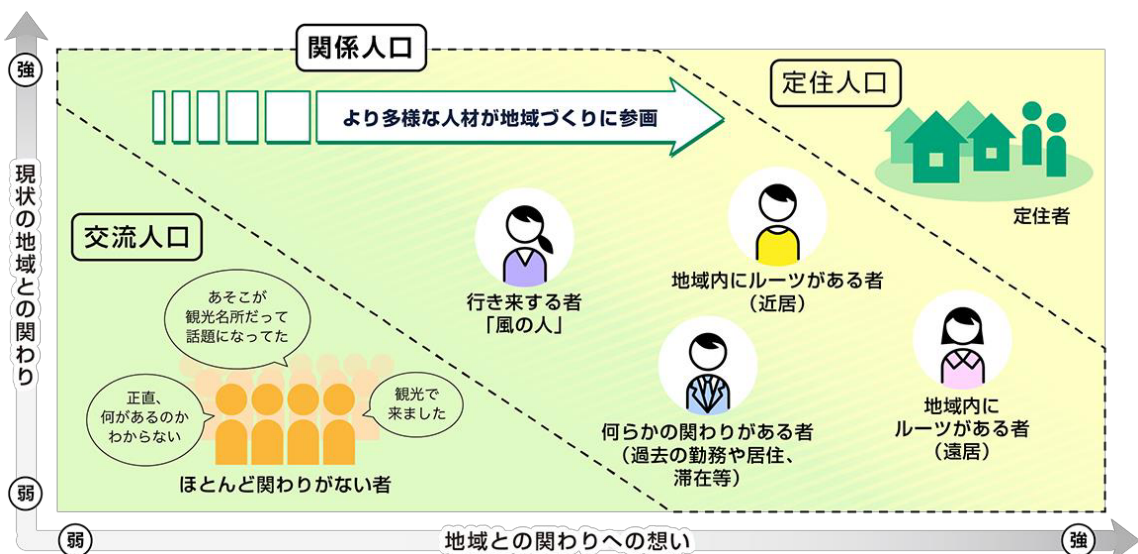 強
現状の地域との関わり
弱
関係人口
より多様な人材が地域づくりに参画
定住人口
定住者
交流人口
あそこが
観光名所だって
話題になってた
正直、
何があるのか
わからない
観光で
来ました
ほとんど関わりがない者
行き来する者
「風の人」
地域内にルーツがある者
（近居）
何らかの関わりがある者
（過去の勤務や居住、
滞在等）
地域内に
ルーツがある者
（遠居）
弱
地域との関わりへの想い
強